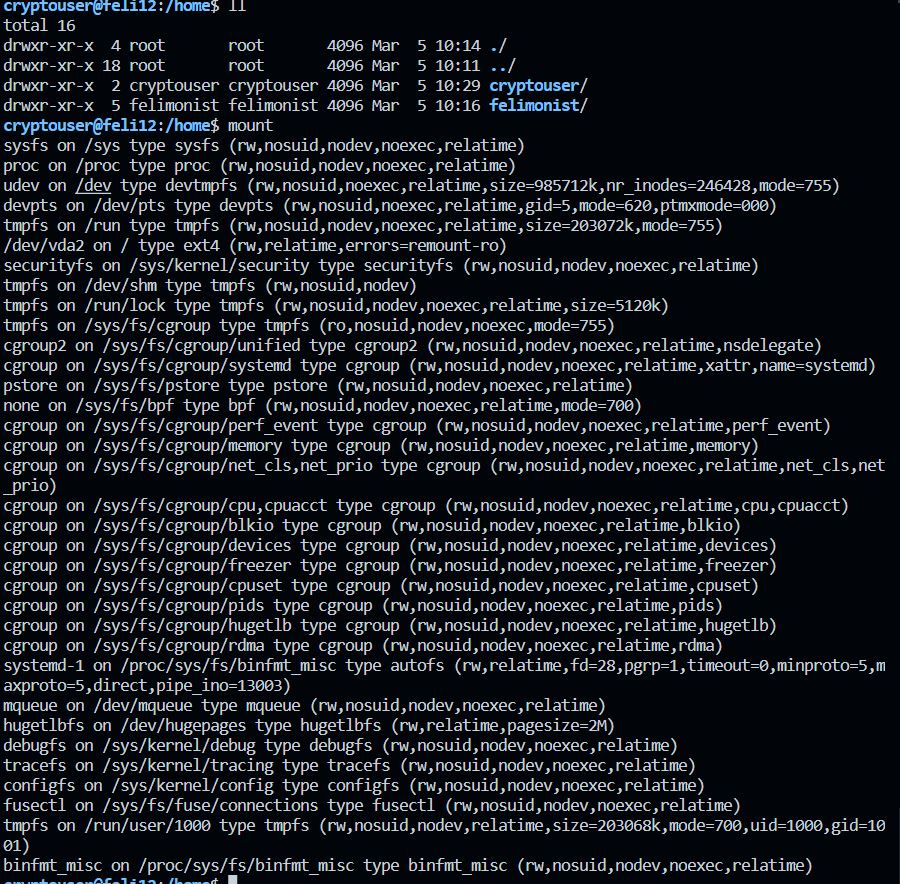 cryptouser@feli12:/home$ ll
total 16
drwxr-xr-x  4 root       root       4096 Mar  5 10:14 ./
drwxr-xr-x 18 root       root       4096 Mar  5 10:11 ../
drwxr-xr-x  2 cryptouser cryptouser 4096 Mar  5 10:29 cryptouser/
drwxr-xr-x  5 felimonist felimonist 4096 Mar  5 10:16 felimonist/
cryptouser@feli12:/home$ mount
sysfs on /sys type sysfs (rw,nosuid,nodev,noexec,relatime)
proc on /proc type proc (rw,nosuid,nodev,noexec,relatime)
udev on /dev type devtmpfs (rw,nosuid,noexec,relatime,size=985712k,nr_inodes=246428,mode=755)
devpts on /dev/pts type devpts (rw,nosuid,noexec,relatime,gid=5,mode=620,ptmxmode=000)
tmpfs on /run type tmpfs (rw,nosuid,nodev,noexec,relatime,size=203072k,mode=755)
/dev/vda2 on / type ext4 (rw,relatime,errors=remount-ro)
securityfs on /sys/kernel/security type securityfs (rw,nosuid,nodev,noexec,relatime)
tmpfs on /dev/shm type tmpfs (rw,nosuid,nodev)
tmpfs on /run/lock type tmpfs (rw,nosuid,nodev,noexec,relatime,size=5120k)
tmpfs on /sys/fs/cgroup type tmpfs (ro,nosuid,nodev,noexec,mode=755)
cgroup2 on /sys/fs/cgroup/unified type cgroup2 (rw,nosuid,nodev,noexec,relatime,nsdelegate)
cgroup on /sys/fs/cgroup/systemd type cgroup (rw,nosuid,nodev,noexec,relatime,xattr,name=systemd)
pstore on /sys/fs/pstore type pstore (rw,nosuid,nodev,noexec,relatime)
none on /sys/fs/bpf type bpf (rw,nosuid,nodev,noexec,relatime,mode=700)
cgroup on /sys/fs/cgroup/perf_event type cgroup (rw,nosuid,nodev,noexec,relatime,perf_event)
cgroup on /sys/fs/cgroup/memory type cgroup (rw,nosuid,nodev,noexec,relatime,memory)
cgroup on /sys/fs/cgroup/net_cls,net_prio type cgroup (rw,nosuid,nodev,noexec,relatime,net_cls,net
_prio)
cgroup on /sys/fs/cgroup/cpu,cpuacct type cgroup (rw,nosuid,nodev,noexec,relatime,cpu,cpuacct)
cgroup on /sys/fs/cgroup/blkio type cgroup (rw,nosuid,nodev,noexec,relatime,blkio)
cgroup on /sys/fs/cgroup/devices type cgroup (rw,nosuid,nodev,noexec,relatime,devices)
cgroup on /sys/fs/cgroup/freezer type cgroup (rw,nosuid,nodev,noexec,relatime,freezer)
cgroup on /sys/fs/cgroup/cpuset type cgroup (rw,nosuid,nodev,noexec,relatime,cpuset)
cgroup on /sys/fs/cgroup/pids type cgroup (rw,nosuid,nodev,noexec,relatime,pids)
cgroup on /sys/fs/cgroup/hugetlb type cgroup (rw,nosuid,nodev,noexec,relatime,hugetlb)
cgroup on /sys/fs/cgroup/rdma type cgroup (rw,nosuid,nodev,noexec,relatime,rdma)
systemd-1 on /proc/sys/fs/binfmt_misc type autofs (rw,relatime,fd=28,pgrp=1,timeout=0,minproto=5,m
axproto=5,direct,pipe_ino=13003)
mqueue on /dev/mqueue type mqueue (rw,nosuid,nodev,noexec,relatime)
hugetlbfs on /dev/hugepages type hugetlbfs (rw,relatime,pagesize=2M)
debugfs on /sys/kernel/debug type debugfs (rw,nosuid,nodev,noexec,relatime)
tracefs on /sys/kernel/tracing type tracefs (rw,nosuid,nodev,noexec,relatime)
configfs on /sys/kernel/config type configfs (rw,nosuid,nodev,noexec,relatime)
fusectl on /sys/fs/fuse/connections type fusectl (rw,nosuid,nodev,noexec,relatime)
tmpfs on /run/user/1000 type tmpfs (rw,nosuid,nodev,relatime,size=203068k,mode=700,uid=1000,gid=10
01)
binfmt_misc on /proc/sys/fs/binfmt_misc type binfmt_misc (rw,nosuid,nodev,noexec,relatime)
cryptouser@feli12:/home$